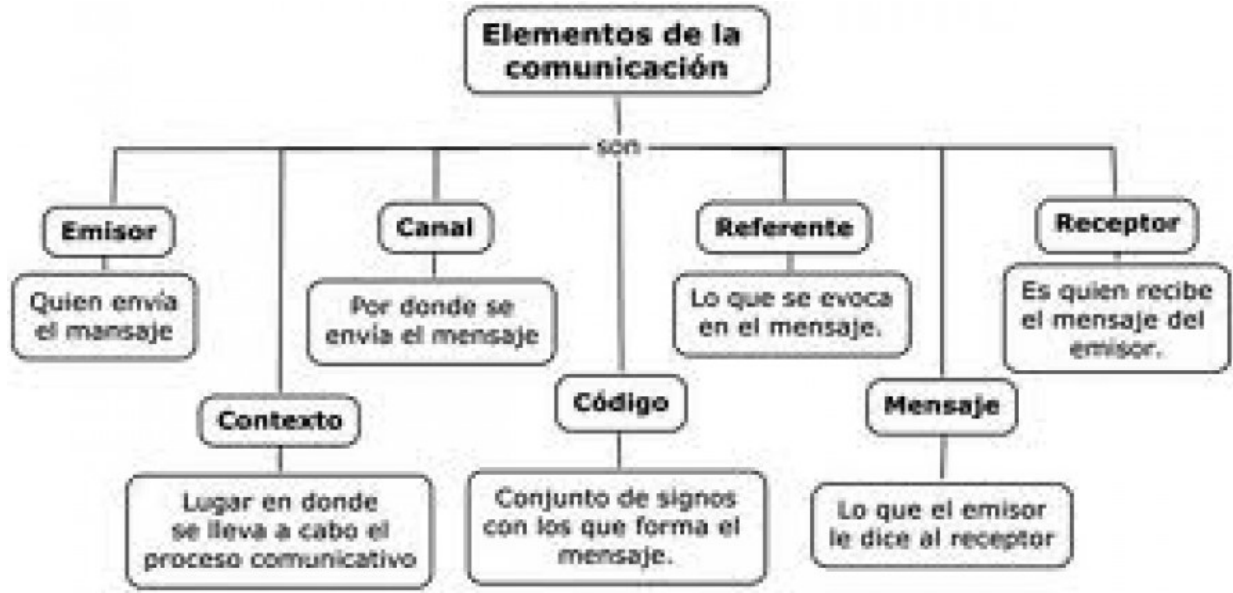 Elementos de la
comunicación
son
Emisor
Quien envía
el mansaje
Contexto
Lugar en donde
se lleva a cabo el
proceso comunicativo
Canal
Por donde se
envía el mensaje
Código
Conjunto de signos
con los que forma el
mensaje.
Referente
Lo que se evoca
en el mensaje.
Mensaje
Lo que el emisor
le dice al receptor
Receptor
Es quien recibe
el mensaje del
emisor.